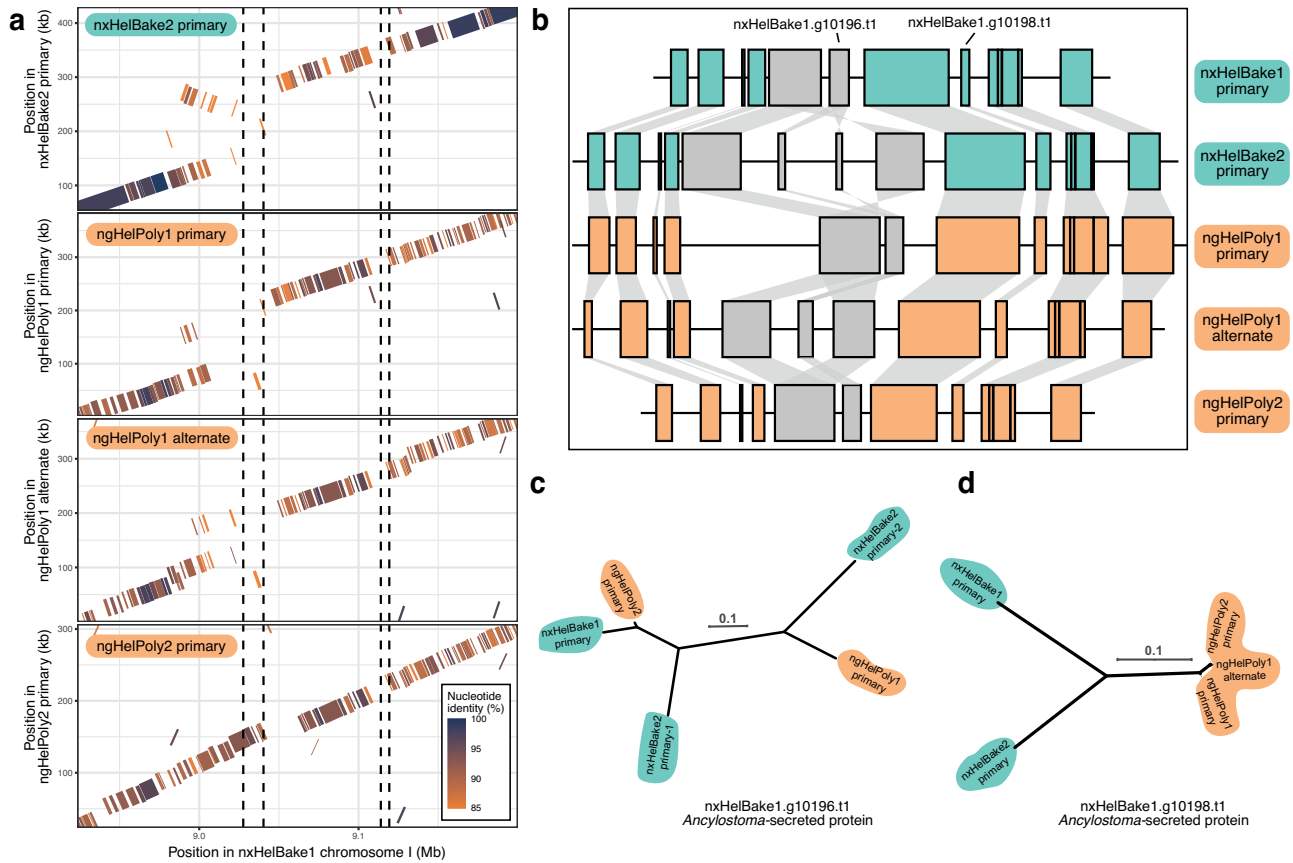 a
nxHelBake2 primary
Position in
nxHelBake2 primary (kb)
400
300
200
100
ngHelPoly1 primary
Position in
ngHelPoly1 primary (kb)
300
200
100
ngHelPoly1 alternate
Position in
ngHelPoly1 alternate (kb)
300
200
100
ngHelPoly2 primary
Position in
ngHelPoly2 primary (kb)
300
200
100
Nucleotide
identity (%)
100
95
90
85
9.0
9.1
Position in nxHelBake1 chromosome I (Mb)
b
nxHelBake1.g10196.t1
nxHelBake1.g10198.t1
nxHelBake1
primary
nxHelBake2
primary
ngHelPoly1
primary
ngHelPoly1
alternate
ngHelPoly2
primary
c
nxHelBake2
primary-2
ngHelPoly2
primary
nxHelBake1
primary
0.1
ngHelPoly1
primary
nxHelBake2
primary-1
nxHelBake1.g10196.t1
Ancylostoma-secreted protein
d
nxHelBake1
primary
0.1
ngHelPoly2
primary
ngHelPoly1
alternate
ngHelPoly1
primary
nxHelBake2
primary
nxHelBake1.g10198.t1
Ancylostoma-secreted protein